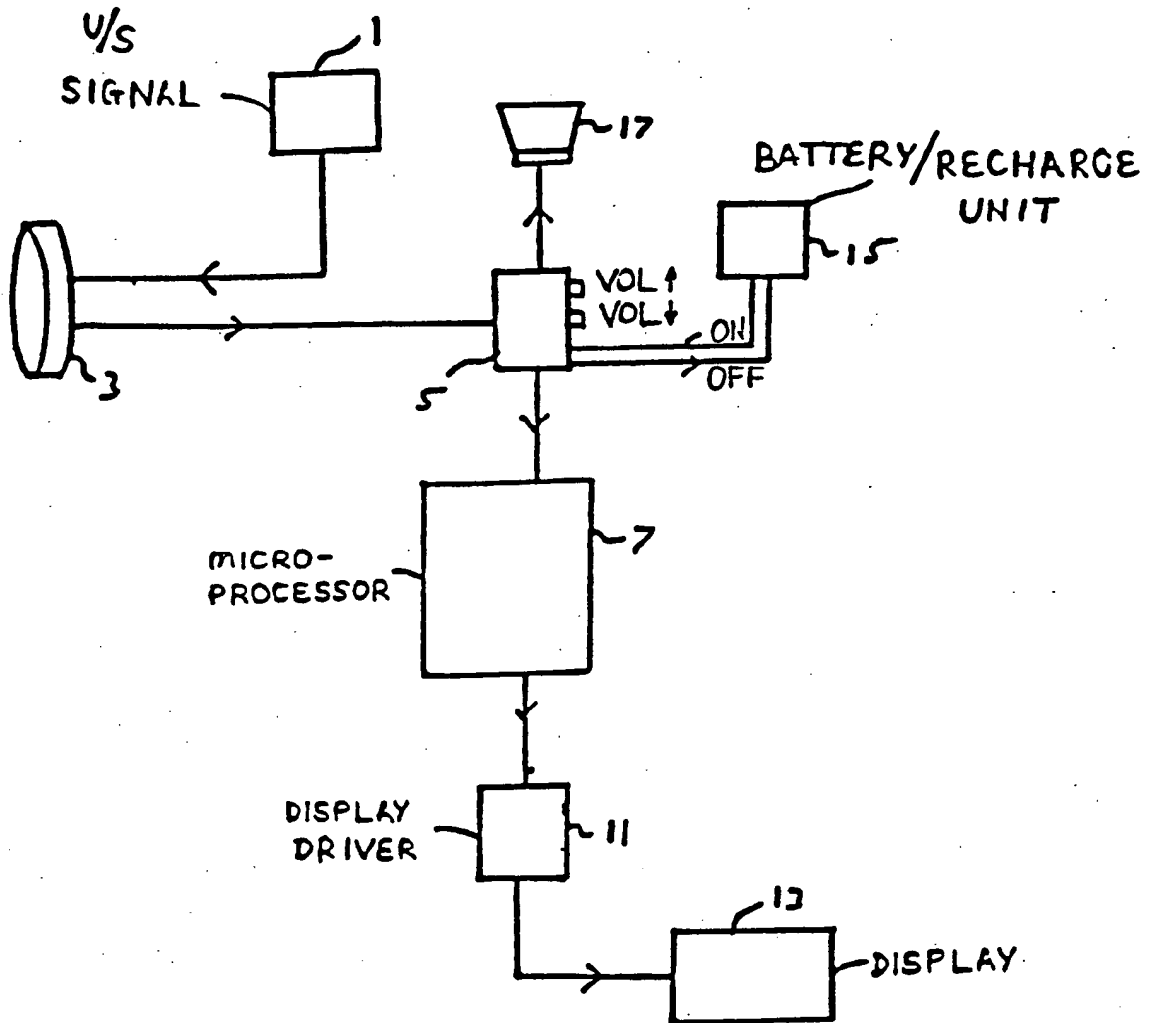 U/S
SIGNAL
1
17
BATTERY/RECHARGE
UNIT
15
3
VOL↑
VOL↓
ON
OFF
5
MICRO-
PROCESSOR
7
DISPLAY
DRIVER
11
13
DISPLAY